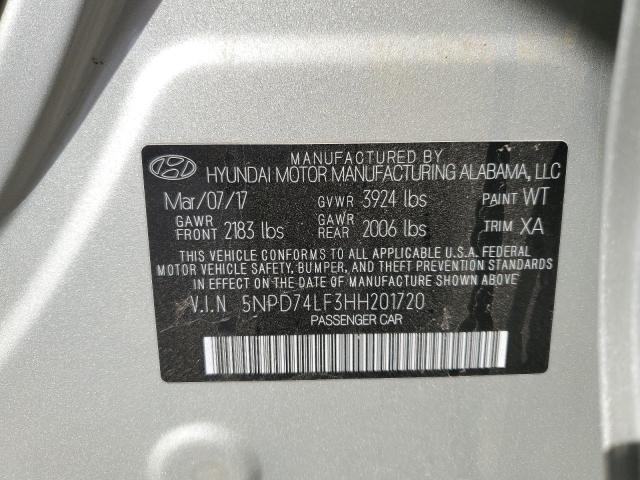 MANUFACTURED BY
HYUNDAI MOTOR MANUFACTURING ALABAMA, LLC
Mar/07/17 GVWR 3924 lbs PAINT WT
GAWR FRONT 2183 lbs GAWR REAR 2006 lbs TRIM XA
THIS VEHICLE CONFORMS TO ALL APPLICABLE U.S.A. FEDERAL
MOTOR VEHICLE SAFETY, BUMPER, AND THEFT PREVENTION
STANDARDS IN EFFECT ON THE DATE OF MANUFACTURE SHOWN ABOVE
V.I.N 5NPD74LF3HH201720
PASSENGER CAR